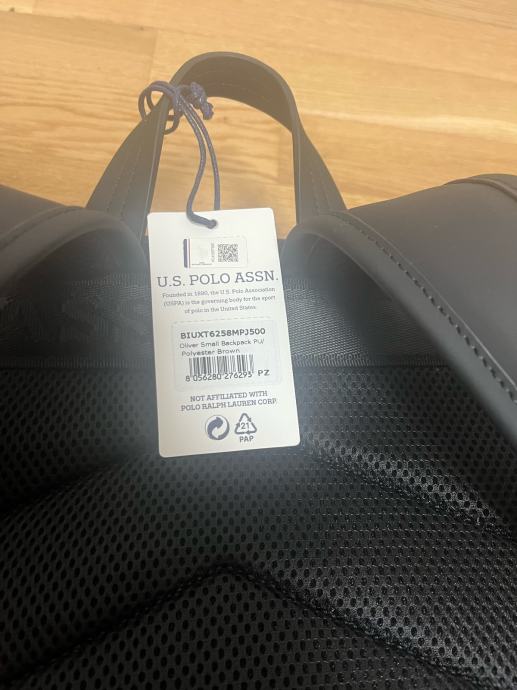 U.S. POLO ASSN.
Founded in 1890, the U.S. Polo Association
(USPA) is the governing body for the sport
of polo in the United States.
BIUXT6258MPJ500
Oliver Small Backpack PU/
Polyester Brown
8 056280 276293 PZ
NOT AFFILIATED WITH
POLO RALPH LAUREN CORP.
21
PAP